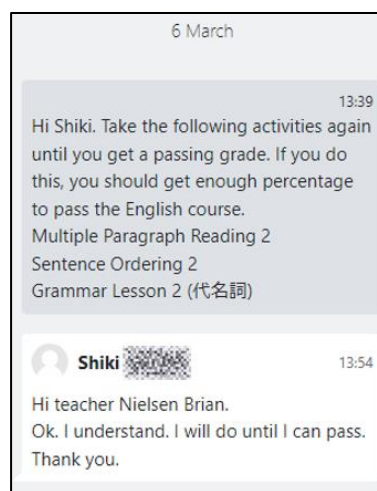 6 March
13:39
Hi Shiki. Take the following activities again
until you get a passing grade. If you do
this, you should get enough percentage
to pass the English course.
Multiple Paragraph Reading 2
Sentence Ordering 2
Grammar Lesson 2 (代名詞)
Shiki 13:54
Hi teacher Nielsen Brian.
Ok. I understand. I will do until I can pass.
Thank you.